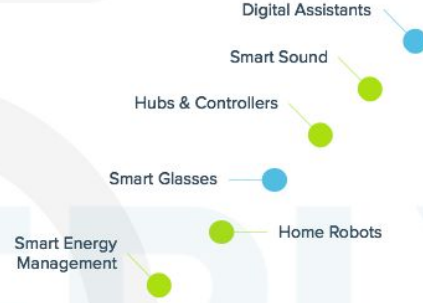 Digital Assistants
Smart Sound
Hubs & Controllers
Smart Glasses
Home Robots
Smart Energy
Management